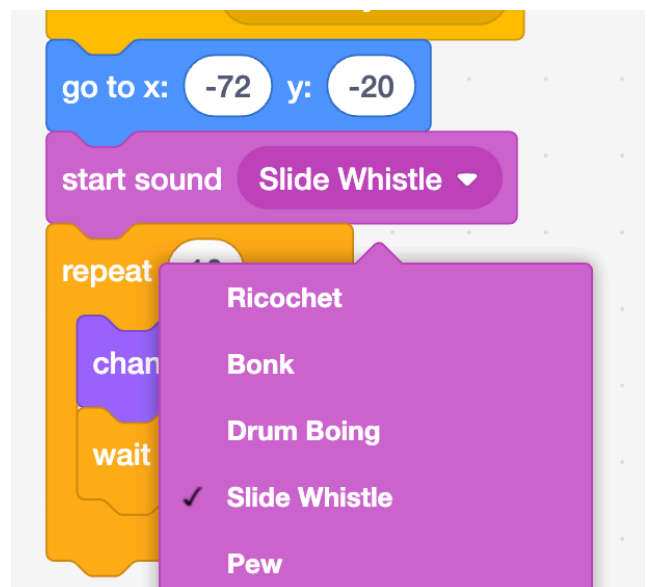 go to x: -72 y: -20
start sound Slide Whistle
repeat
Ricochet
Bonk
Drum Boing
wait
✓ Slide Whistle
Pew